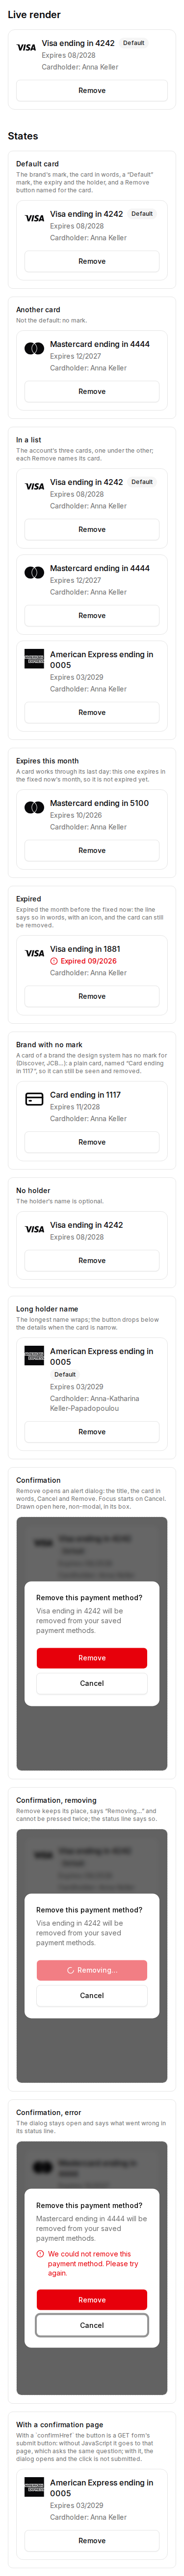 Live render
VISA
Visa ending in 4242 Default
Expires 08/2028
Cardholder: Anna Keller
Remove
States
Default card
The brand's mark, the card in words, a "Default"
mark, the expiry and the holder, and a Remove
button named for the card.
VISA
Visa ending in 4242 Default
Expires 08/2028
Cardholder: Anna Keller
Remove
Another card
Not the default: no mark.
Mastercard ending in 4444
Expires 12/2027
Cardholder: Anna Keller
Remove
In a list
The account's three cards, one under the other;
each Remove names its card.
VISA
Visa ending in 4242 Default
Expires 08/2028
Cardholder: Anna Keller
Remove
Mastercard ending in 4444
Expires 12/2027
Cardholder: Anna Keller
Remove
AMERICAN EXPRESS
American Express ending in
0005
Expires 03/2029
Cardholder: Anna Keller
Remove
Expires this month
A card works through its last day: this one expires in
the fixed now's month, so it is not expired yet.
Mastercard ending in 5100
Expires 10/2026
Cardholder: Anna Keller
Remove
Expired
Expired the month before the fixed now: the line
says so in words, with an icon, and the card can still
be removed.
VISA
Visa ending in 1881
Expired 09/2026
Cardholder: Anna Keller
Remove
Brand with no mark
A card of a brand the design system has no mark for
(Discover, JCB…): a plain card, named "Card ending
in 1117", so it can still be seen and removed.
Card ending in 1117
Expires 11/2028
Cardholder: Anna Keller
Remove
No holder
The holder's name is optional.
VISA
Visa ending in 4242
Expires 08/2028
Remove
Long holder name
The longest name wraps; the button drops below
the details when the card is narrow.
AMERICAN EXPRESS
American Express ending in
0005
Default
Expires 03/2029
Cardholder: Anna-Katharina
Keller-Papadopoulou
Remove
Confirmation
Remove opens an alert dialog: the title, the card in
words, Cancel and Remove. Focus starts on Cancel.
Drawn open here, non-modal, in its box.
Remove this payment method?
Visa ending in 4242 will be
removed from your saved
payment methods.
Remove
Cancel
Confirmation, removing
Remove keeps its place, says "Removing…" and
cannot be pressed twice; the status line says so.
Remove this payment method?
Visa ending in 4242 will be
removed from your saved
payment methods.
Removing…
Cancel
Confirmation, error
The dialog stays open and says what went wrong in
its status line.
Remove this payment method?
Mastercard ending in 4444 will be
removed from your saved
payment methods.
We could not remove this
payment method. Please try
again.
Remove
Cancel
With a confirmation page
With a `confirmHref` the button is a GET form's
submit button: without JavaScript it goes to that
page, which asks the same question; with it, the
dialog opens and the click is not submitted.
AMERICAN EXPRESS
American Express ending in
0005
Expires 03/2029
Cardholder: Anna Keller
Remove